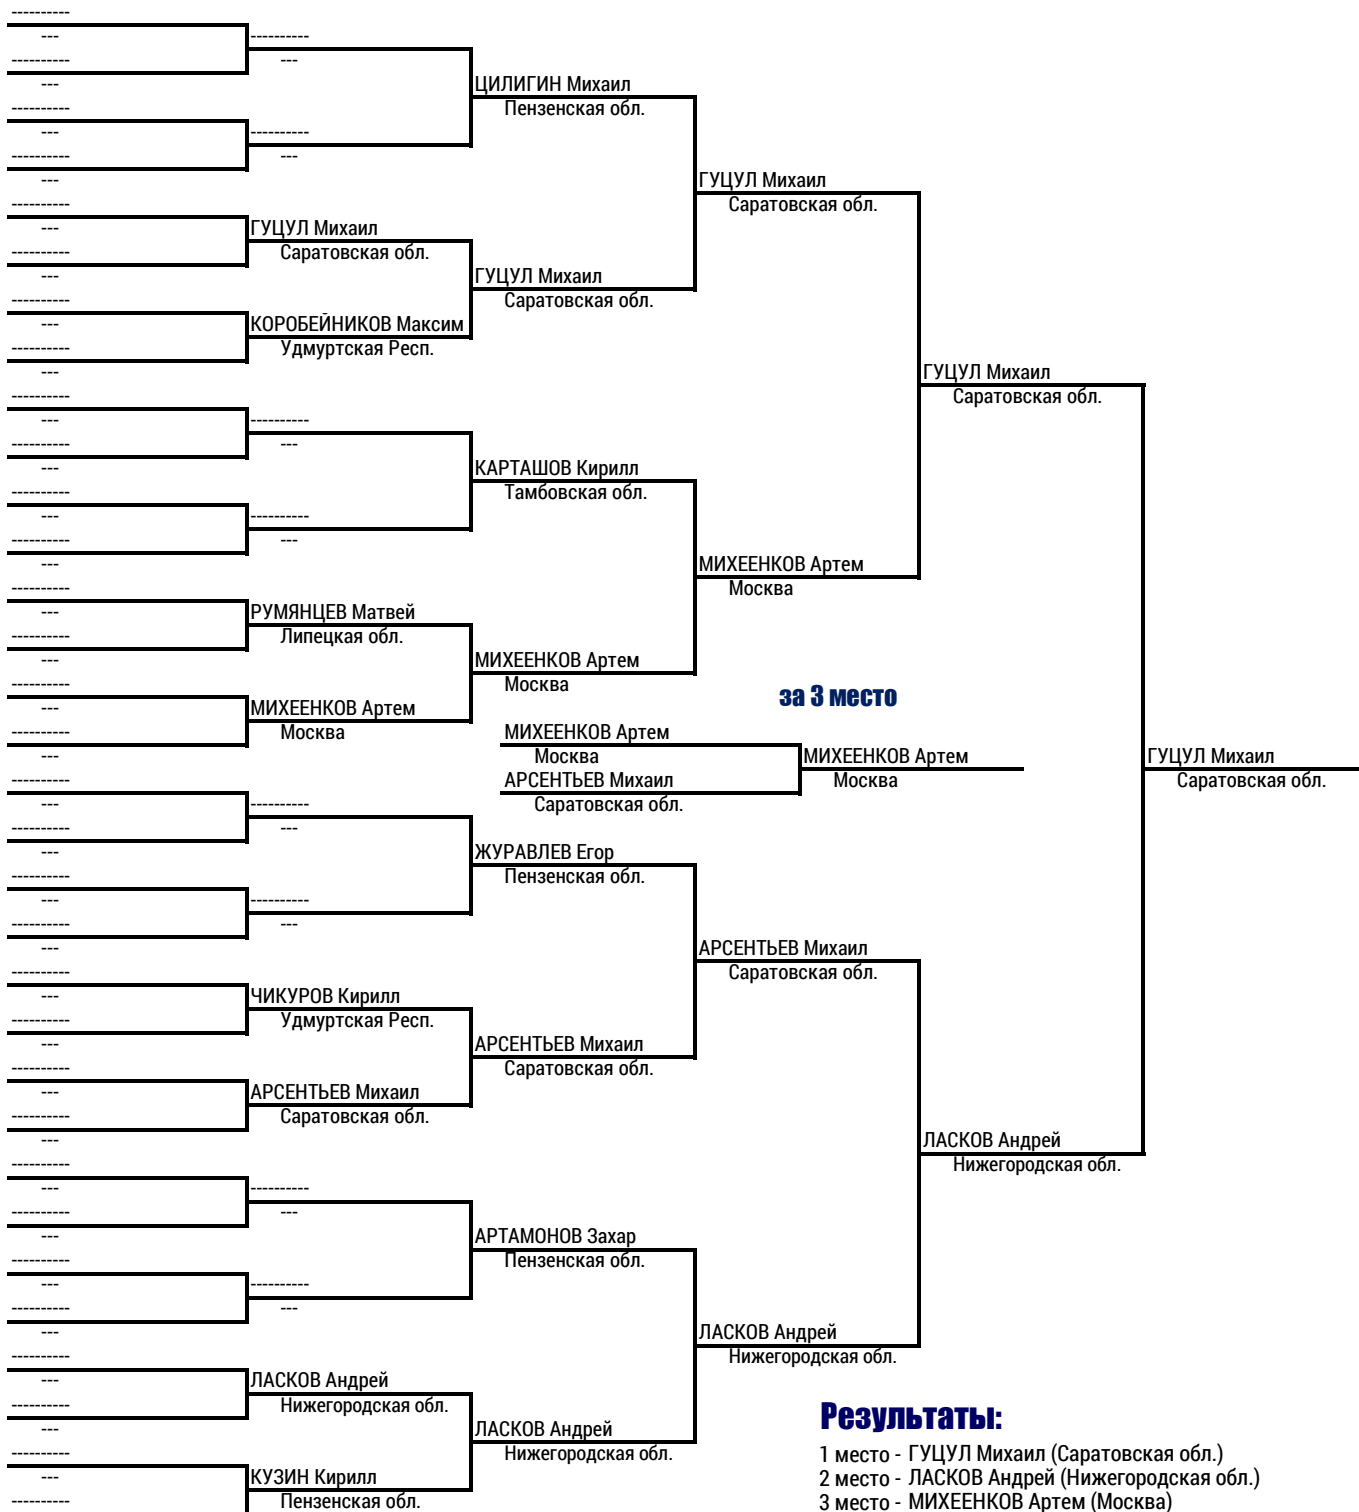 ЦИЛИГИН Михаил
Пензенская обл.
ГУЦУЛ Михаил
Саратовская обл.
ГУЦУЛ Михаил
Саратовская обл.
ГУЦУЛ Михаил
Саратовская обл.
КОРОБЕЙНИКОВ Максим
Удмуртская Респ.
ГУЦУЛ Михаил
Саратовская обл.
КАРТАШОВ Кирилл
Тамбовская обл.
МИХЕЕНКОВ Артем
Москва
РУМЯНЦЕВ Матвей
Липецкая обл.
МИХЕЕНКОВ Артем
Москва
за 3 место
МИХЕЕНКОВ Артем
Москва
МИХЕЕНКОВ Артем
Москва
МИХЕЕНКОВ Артем
Москва
ГУЦУЛ Михаил
Саратовская обл.
АРСЕНТЬЕВ Михаил
Саратовская обл.
ЖУРАВЛЕВ Егор
Пензенская обл.
АРСЕНТЬЕВ Михаил
Саратовская обл.
ЧИКУРОВ Кирилл
Удмуртская Респ.
АРСЕНТЬЕВ Михаил
Саратовская обл.
АРСЕНТЬЕВ Михаил
Саратовская обл.
ЛАСКОВ Андрей
Нижегородская обл.
АРТАМОНОВ Захар
Пензенская обл.
ЛАСКОВ Андрей
Нижегородская обл.
ЛАСКОВ Андрей
Нижегородская обл.
ЛАСКОВ Андрей
Нижегородская обл.
КУЗИН Кирилл
Пензенская обл.
Результаты:
1 место - ГУЦУЛ Михаил (Саратовская обл.)
2 место - ЛАСКОВ Андрей (Нижегородская обл.)
3 место - МИХЕЕНКОВ Артем (Москва)